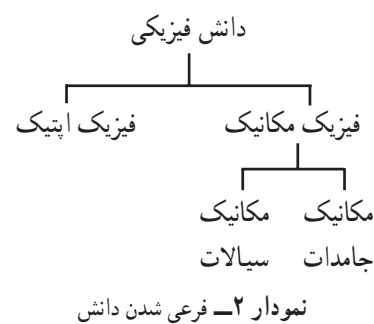 دانش فیزیکی
فیزیک مکانیک فیزیک اپتیک
مکانیک مکانیک
جامدات سیالات
نمودار ۲ــ فرعی شدن دانش